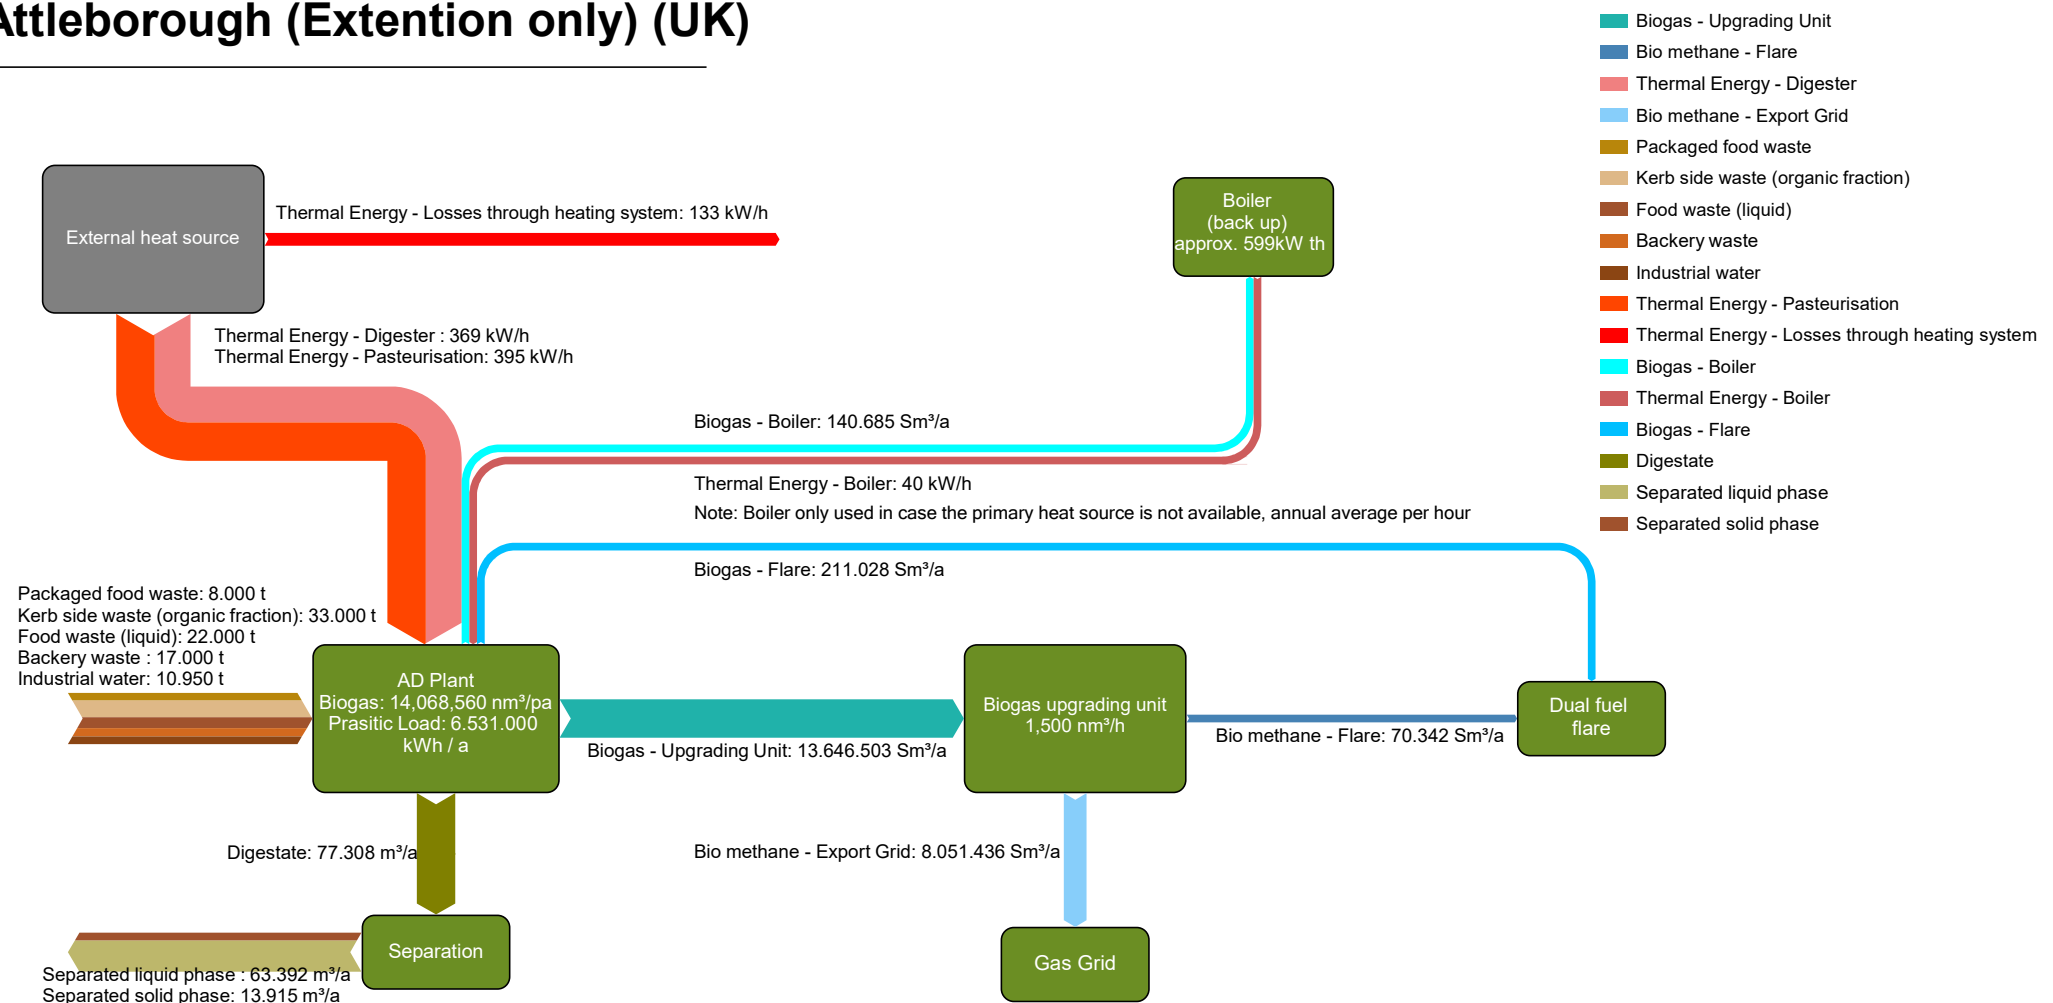 Attleborough (Extention only) (UK)
Biogas - Upgrading Unit
Bio methane - Flare
Thermal Energy - Digester
Bio methane - Export Grid
Packaged food waste
Kerb side waste (organic fraction)
Food waste (liquid)
Backery waste
Industrial water
Thermal Energy - Pasteurisation
Thermal Energy - Losses through heating system
Biogas - Boiler
Thermal Energy - Boiler
Biogas - Flare
Digestate
Separated liquid phase
Separated solid phase
External heat source
Thermal Energy - Losses through heating system: 133 kW/h
Boiler
(back up)
approx. 599kW th
Thermal Energy - Digester : 369 kW/h
Thermal Energy - Pasteurisation: 395 kW/h
Biogas - Boiler: 140.685 Sm³/a
Thermal Energy - Boiler: 40 kW/h
Note: Boiler only used in case the primary heat source is not available, annual average per hour
Biogas - Flare: 211.028 Sm³/a
Packaged food waste: 8.000 t
Kerb side waste (organic fraction): 33.000 t
Food waste (liquid): 22.000 t
Backery waste : 17.000 t
Industrial water: 10.950 t
AD Plant
Biogas: 14,068,560 nm³/pa
Prasitic Load: 6.531.000
kWh / a
Biogas - Upgrading Unit: 13.646.503 Sm³/a
Biogas upgrading unit
1,500 nm³/h
Bio methane - Flare: 70.342 Sm³/a
Dual fuel
flare
Digestate: 77.308 m³/a
Bio methane - Export Grid: 8.051.436 Sm³/a
Separation
Gas Grid
Separated liquid phase : 63.392 m³/a
Separated solid phase: 13.915 m³/a